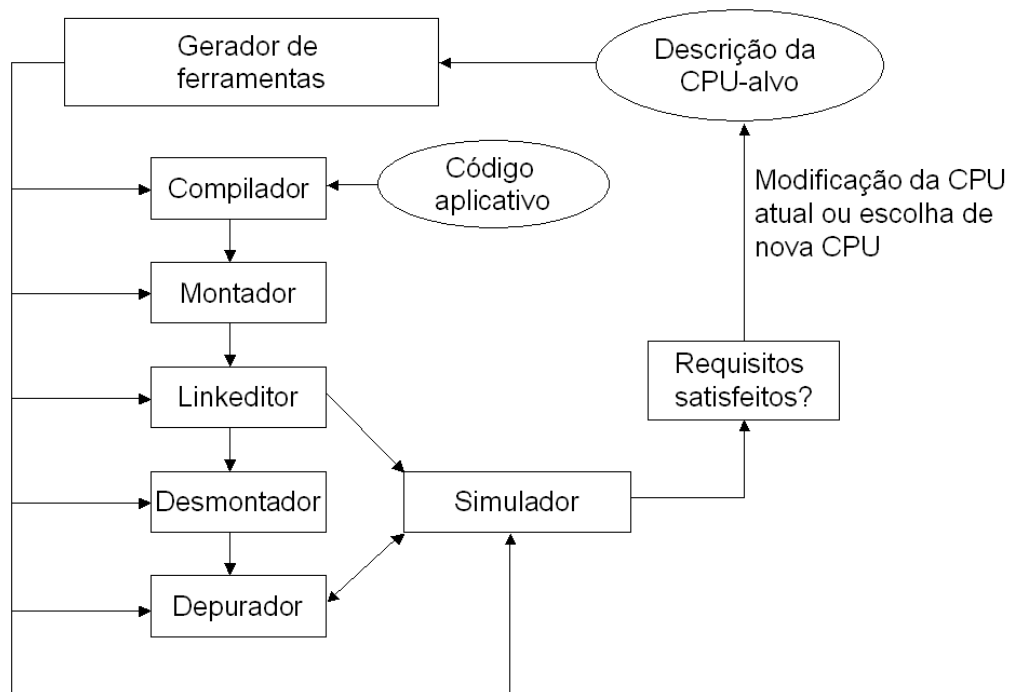 Gerador de
ferramentas
Descrição da
CPU-alvo
Compilador
Código
aplicativo
Modificação da CPU
atual ou escolha de
nova CPU
Montador
Linkeditor
Requisitos
satisfeitos?
Desmontador
Simulador
Depurador